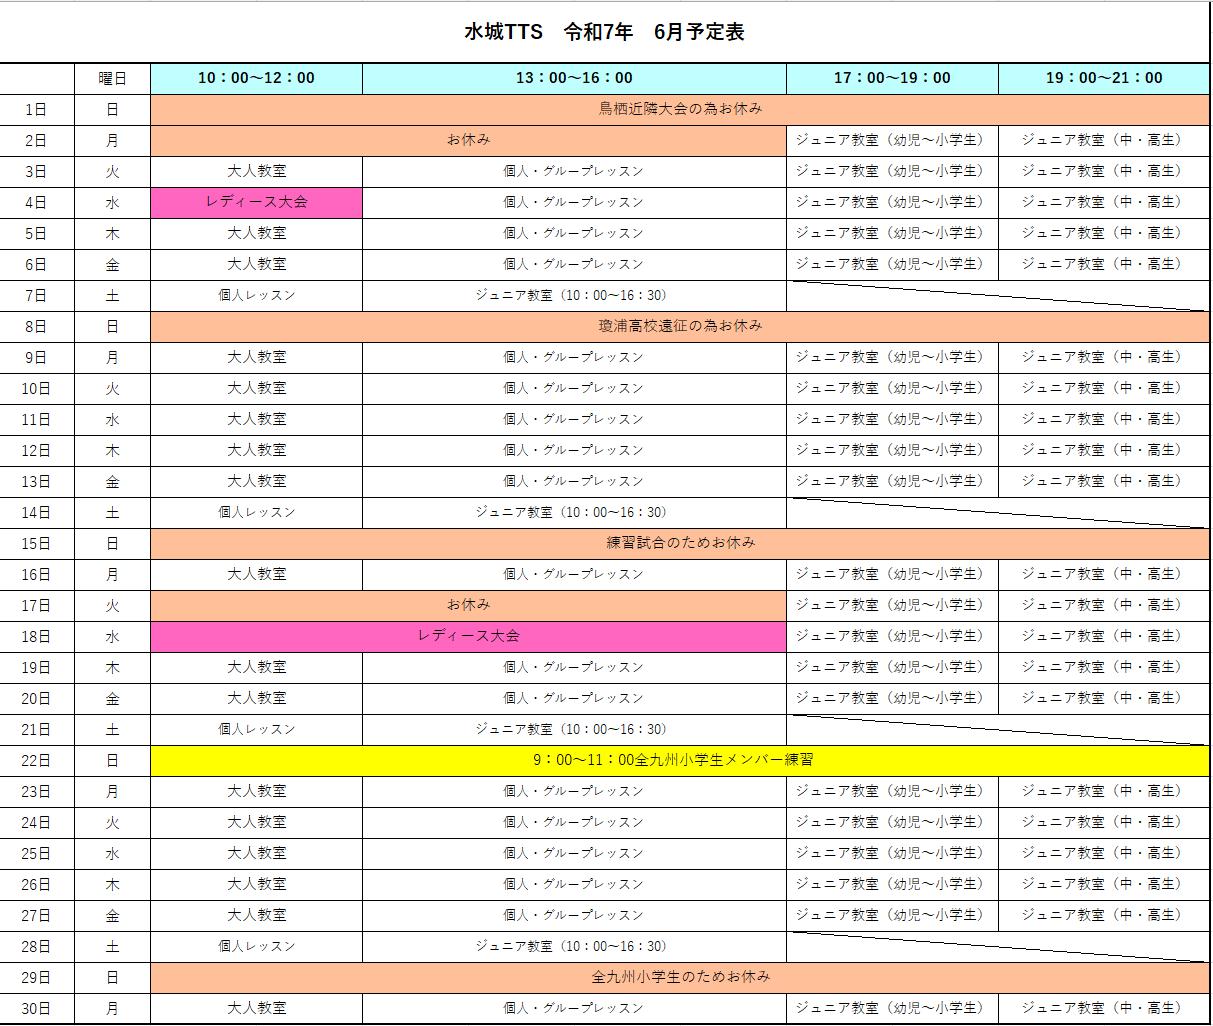 水城TTS　令和7年　6月予定表
曜日 10：00～12：00 13：00～16：00 17：00～19：00 19：00～21：00
1日 日 鳥栖近隣大会の為お休み
2日 月 お休み ジュニア教室（幼児～小学生） ジュニア教室（中・高生）
3日 火 大人教室 個人・グループレッスン ジュニア教室（幼児～小学生） ジュニア教室（中・高生）
4日 水 レディース大会 個人・グループレッスン ジュニア教室（幼児～小学生） ジュニア教室（中・高生）
5日 木 大人教室 個人・グループレッスン ジュニア教室（幼児～小学生） ジュニア教室（中・高生）
6日 金 大人教室 個人・グループレッスン ジュニア教室（幼児～小学生） ジュニア教室（中・高生）
7日 土 個人レッスン ジュニア教室（10：00～16：30）
8日 日 瓊浦高校遠征の為お休み
9日 月 大人教室 個人・グループレッスン ジュニア教室（幼児～小学生） ジュニア教室（中・高生）
10日 火 大人教室 個人・グループレッスン ジュニア教室（幼児～小学生） ジュニア教室（中・高生）
11日 水 大人教室 個人・グループレッスン ジュニア教室（幼児～小学生） ジュニア教室（中・高生）
12日 木 大人教室 個人・グループレッスン ジュニア教室（幼児～小学生） ジュニア教室（中・高生）
13日 金 大人教室 個人・グループレッスン ジュニア教室（幼児～小学生） ジュニア教室（中・高生）
14日 土 個人レッスン ジュニア教室（10：00～16：30）
15日 日 練習試合のためお休み
16日 月 大人教室 個人・グループレッスン ジュニア教室（幼児～小学生） ジュニア教室（中・高生）
17日 火 お休み ジュニア教室（幼児～小学生） ジュニア教室（中・高生）
18日 水 レディース大会 ジュニア教室（幼児～小学生） ジュニア教室（中・高生）
19日 木 大人教室 個人・グループレッスン ジュニア教室（幼児～小学生） ジュニア教室（中・高生）
20日 金 大人教室 個人・グループレッスン ジュニア教室（幼児～小学生） ジュニア教室（中・高生）
21日 土 個人レッスン ジュニア教室（10：00～16：30）
22日 日 9：00～11：00全九州小学生メンバー練習
23日 月 大人教室 個人・グループレッスン ジュニア教室（幼児～小学生） ジュニア教室（中・高生）
24日 火 大人教室 個人・グループレッスン ジュニア教室（幼児～小学生） ジュニア教室（中・高生）
25日 水 大人教室 個人・グループレッスン ジュニア教室（幼児～小学生） ジュニア教室（中・高生）
26日 木 大人教室 個人・グループレッスン ジュニア教室（幼児～小学生） ジュニア教室（中・高生）
27日 金 大人教室 個人・グループレッスン ジュニア教室（幼児～小学生） ジュニア教室（中・高生）
28日 土 個人レッスン ジュニア教室（10：00～16：30）
29日 日 全九州小学生のためお休み
30日 月 大人教室 個人・グループレッスン ジュニア教室（幼児～小学生） ジュニア教室（中・高生）